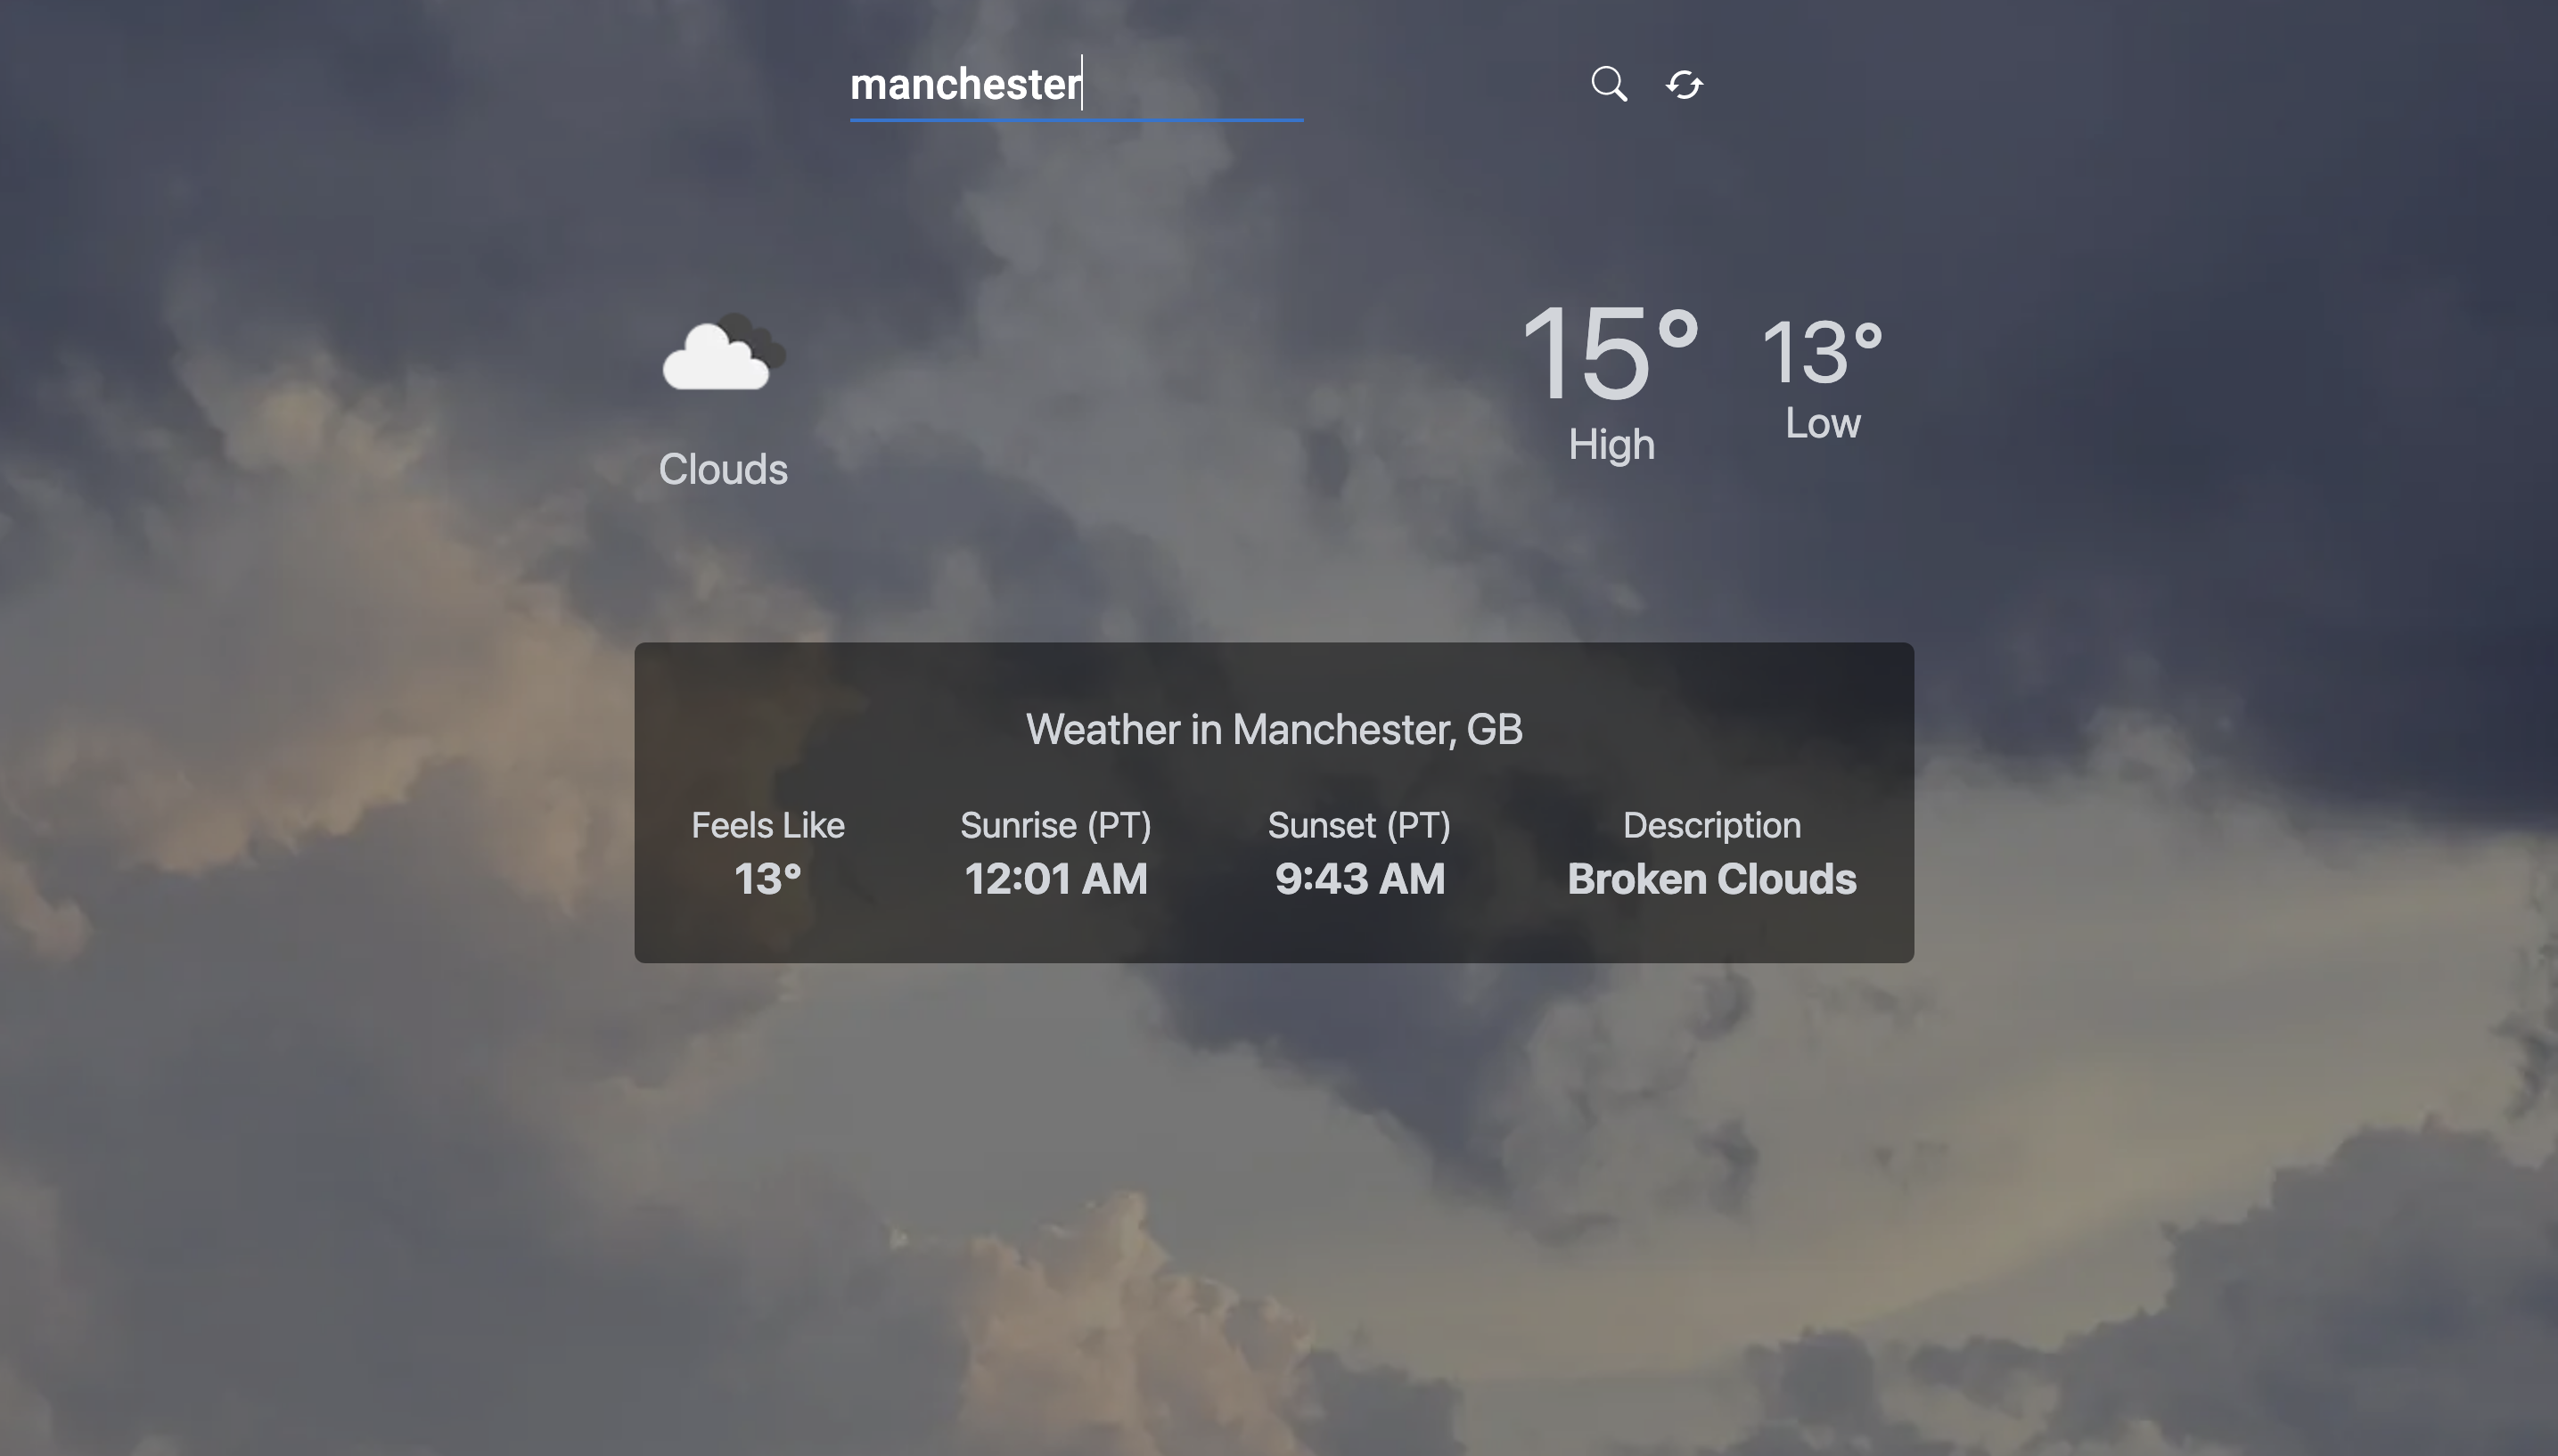 manchester
Clouds
15°
High
13°
Low
Weather in Manchester, GB
Feels Like
13°
Sunrise (PT)
12:01 AM
Sunset (PT)
9:43 AM
Description
Broken Clouds